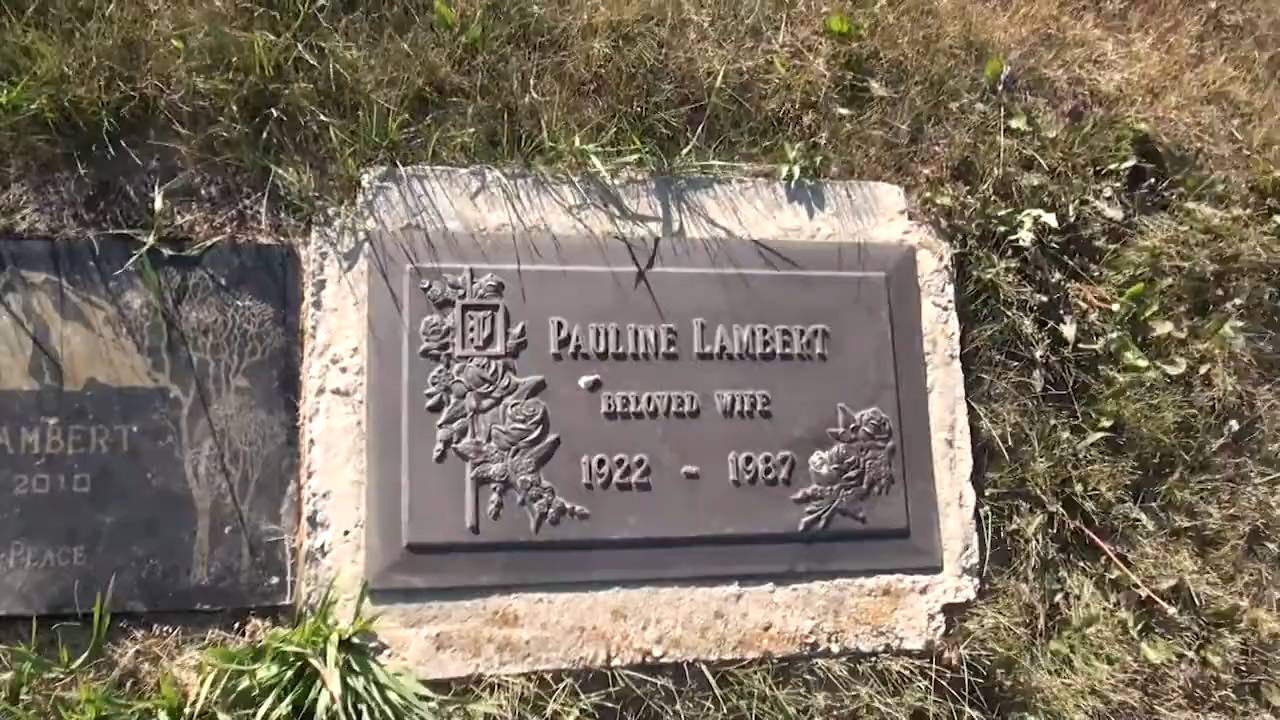 AMBERT
2010
PEACE
P
PAULINE LAMBERT
BELOVED WIFE
1922 - 1987